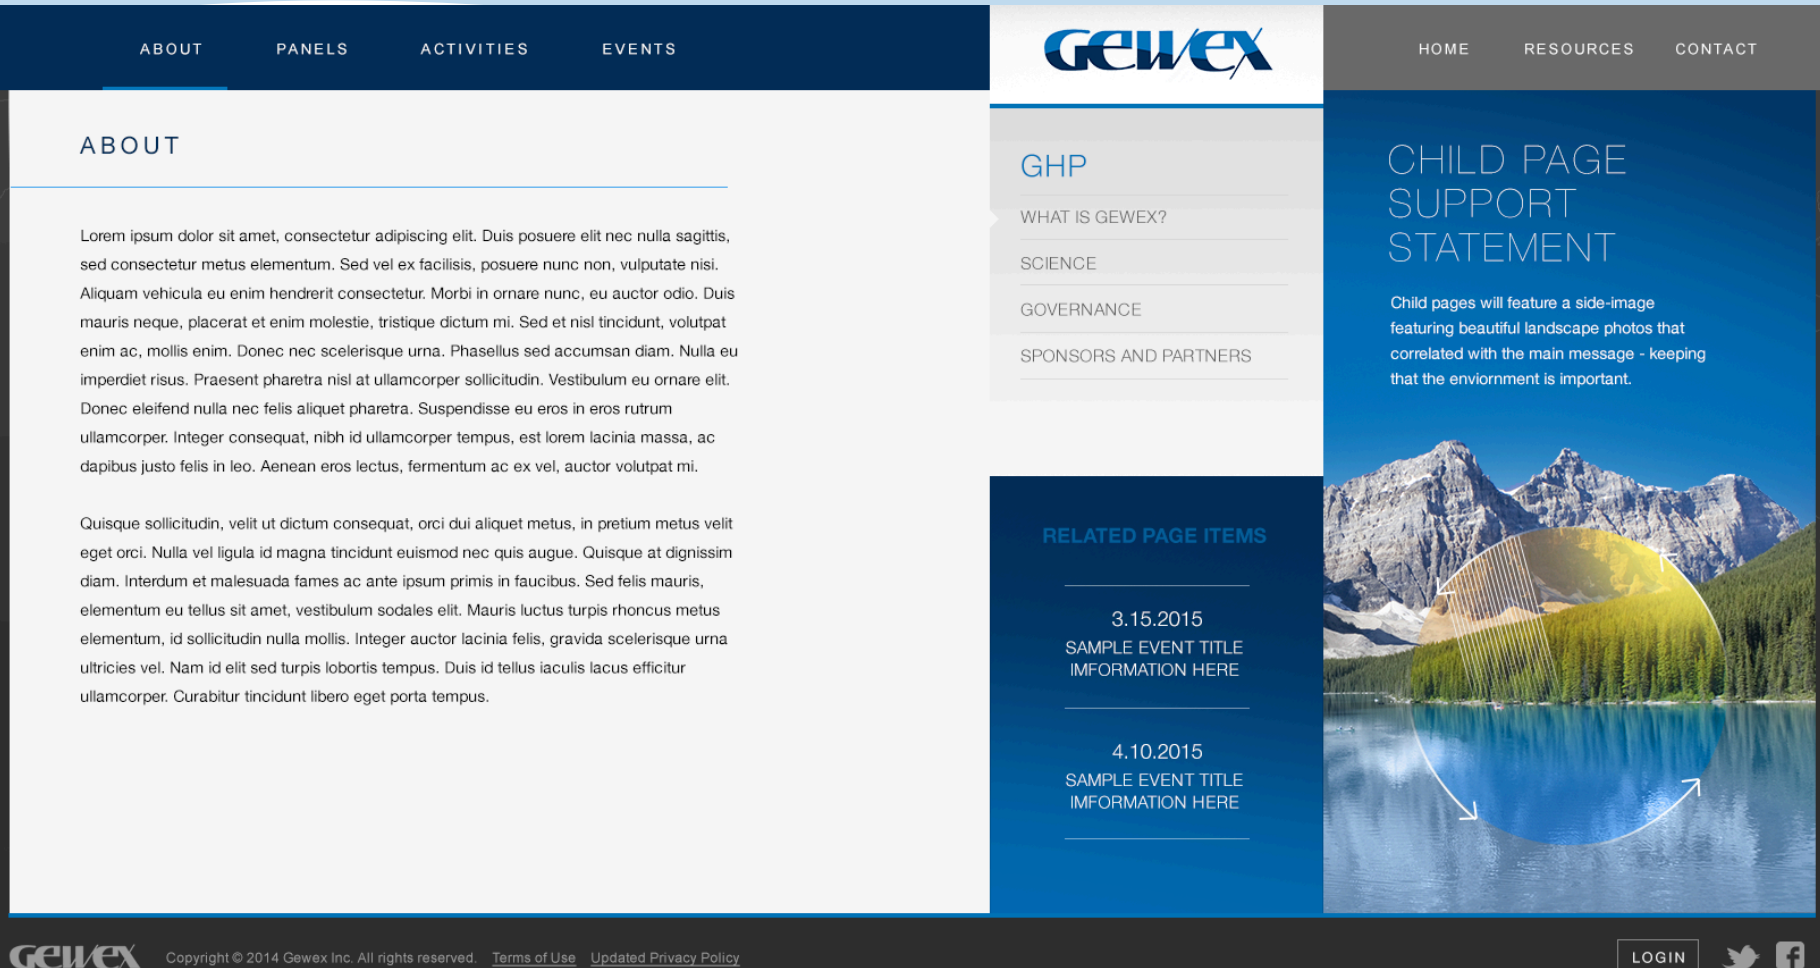 ABOUT
PANELS
ACTIVITIES
EVENTS
GEWEX
HOME
RESOURCES
CONTACT
ABOUT
Lorem ipsum dolor sit amet, consectetur adipiscing elit. Duis posuere elit nec nulla sagittis,
sed consectetur metus elementum. Sed vel ex facilisis, posuere nunc non, vulputate nisi.
Aliquam vehicula eu enim hendrerit consectetur. Morbi in ornare nunc, eu auctor odio. Duis
mauris neque, placerat et enim molestie, tristique dictum mi. Sed et nisl tincidunt, volutpat
enim ac, mollis enim. Donec nec scelerisque urna. Phasellus sed accumsan diam. Nulla eu
imperdiet risus. Praesent pharetra nisl at ullamcorper sollicitudin. Vestibulum eu ornare elit.
Donec eleifend nulla nec felis aliquet pharetra. Suspendisse eu eros in eros rutrum
ullamcorper. Integer consequat, nibh id ullamcorper tempus, est lorem lacinia massa, ac
dapibus justo felis in leo. Aenean eros lectus, fermentum ac ex vel, auctor volutpat mi.
Quisque sollicitudin, velit ut dictum consequat, orci dui aliquet metus, in pretium metus velit
eget orci. Nulla vel ligula id magna tincidunt euismod nec quis augue. Quisque at dignissim
diam. Interdum et malesuada fames ac ante ipsum primis in faucibus. Sed felis mauris,
elementum eu tellus sit amet, vestibulum sodales elit. Mauris luctus turpis rhoncus metus
elementum, id sollicitudin nulla mollis. Integer auctor lacinia felis, gravida scelerisque urna
ultricies vel. Nam id elit sed turpis lobortis tempus. Duis id tellus iaculis lacus efficitur
ullamcorper. Curabitur tincidunt libero eget porta tempus.
GHP
WHAT IS GEWEX?
SCIENCE
GOVERNANCE
SPONSORS AND PARTNERS
RELATED PAGE ITEMS
3.15.2015
SAMPLE EVENT TITLE
IMFORMATION HERE
4.10.2015
SAMPLE EVENT TITLE
IMFORMATION HERE
CHILD PAGE
SUPPORT
STATEMENT
Child pages will feature a side-image
featuring beautiful landscape photos that
correlated with the main message - keeping
that the enviornment is important.
GEWEX
Copyright © 2014 Gewex Inc. All rights reserved.
Terms of Use
Updated Privacy Policy
LOGIN